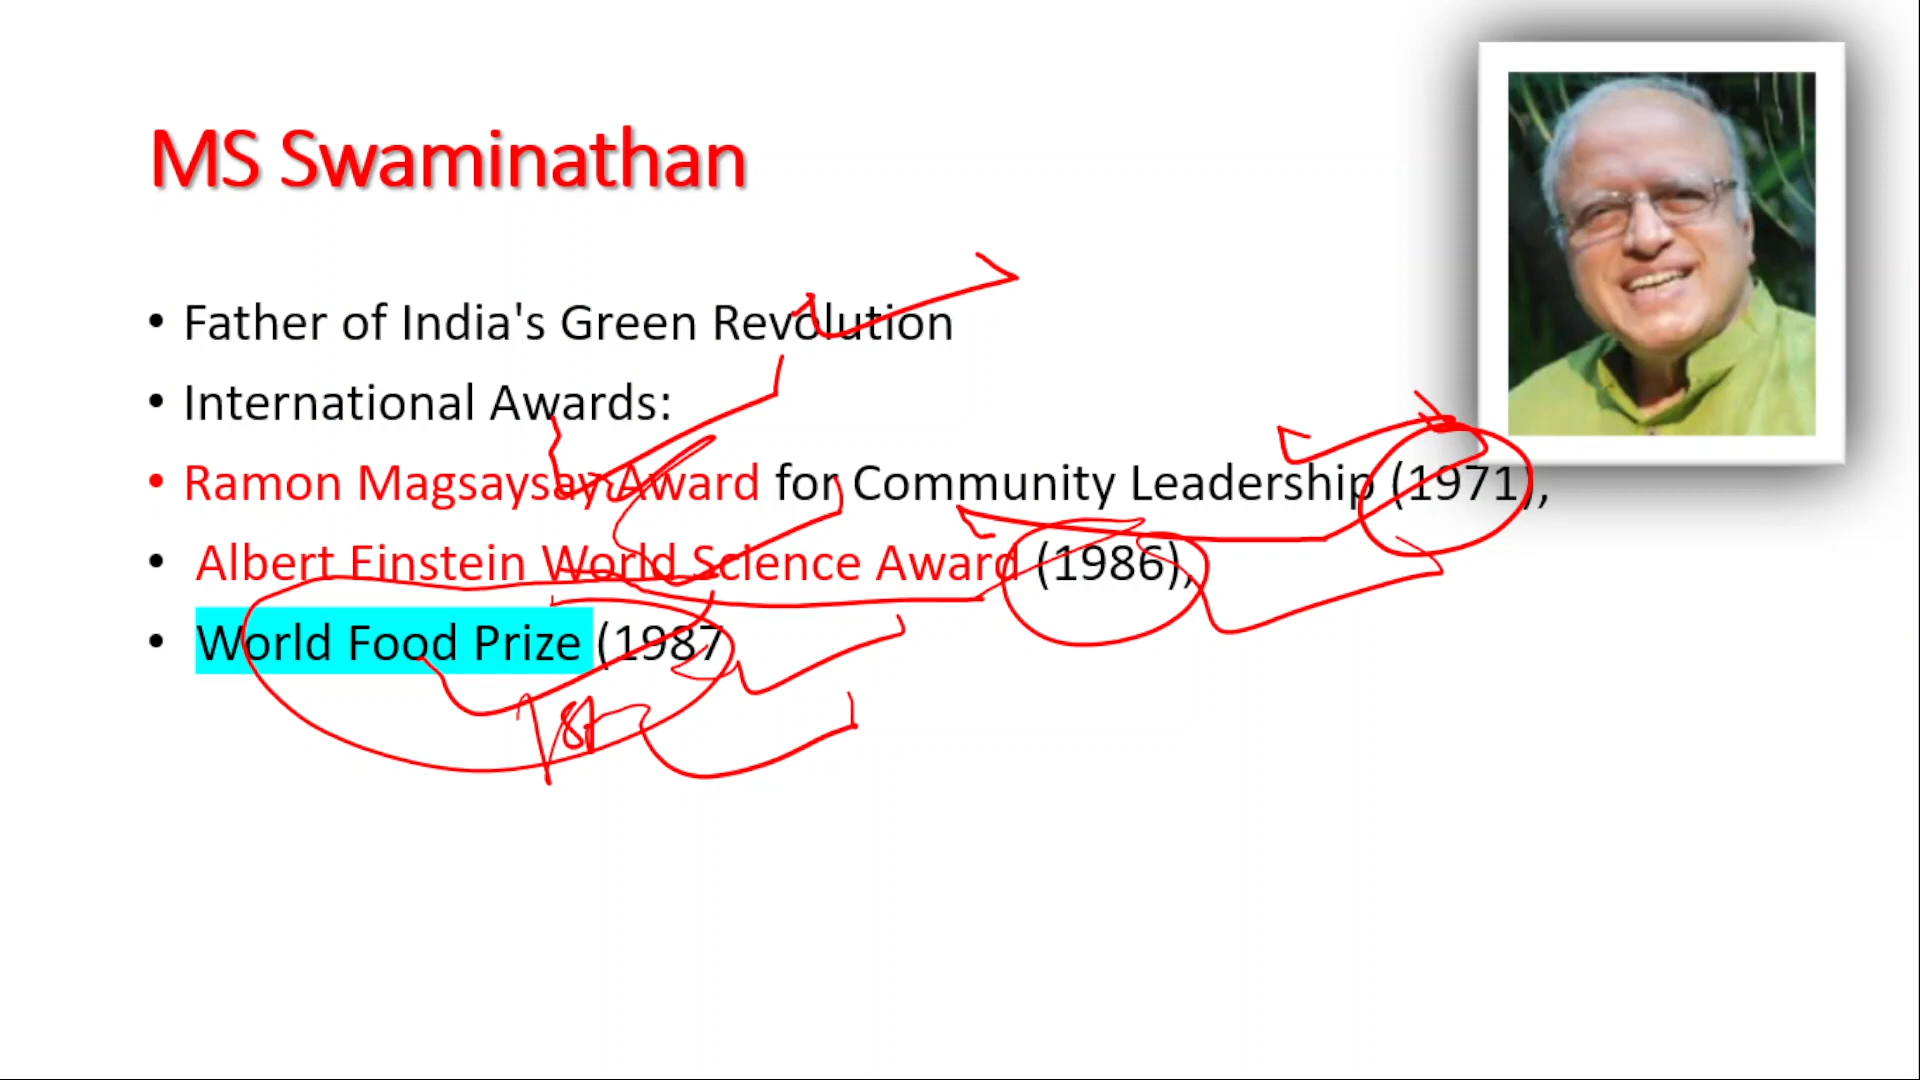 MS Swaminathan
• Father of India's Green Revolution
• International Awards:
• Ramon Magsaysay Award for Community Leadership (1971),
• Albert Einstein World Science Award (1986),
• World Food Prize (1987